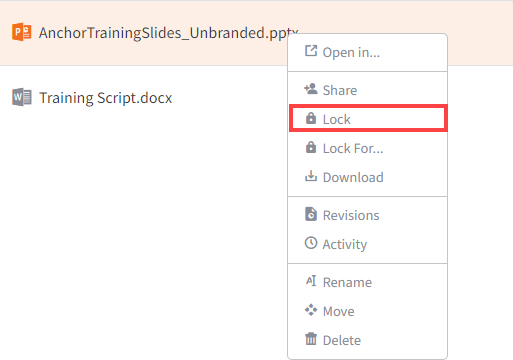 AnchorTrainingSlides_Unbranded.pptx
Open in...
Share
Training Script.docx
Lock
Lock For...
Download
Revisions
Activity
Rename
Move
Delete